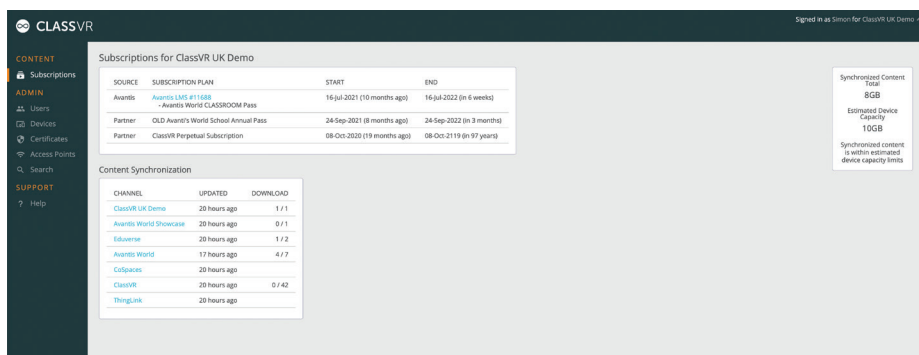 CLASSVR
Signed in as Simon for ClassVR UK Demo
CONTENT
Subscriptions
ADMIN
Users
Devices
Certificates
Access Points
Search
SUPPORT
? Help
Subscriptions for ClassVR UK Demo
SOURCE SUBSCRIPTION PLAN START END
Avantis Avantis LMS #11688 16-Jul-2021 (10 months ago) 16-Jul-2022 (in 6 weeks)
- Avantis World CLASSROOM Pass
Partner OLD Avanti's World School Annual Pass 24-Sep-2021 (8 months ago) 24-Sep-2022 (in 3 months)
Partner ClassVR Perpetual Subscription 08-Oct-2020 (19 months ago) 08-Oct-2119 (in 97 years)
Content Synchronization
CHANNEL UPDATED DOWNLOAD
ClassVR UK Demo 20 hours ago 1 / 1
Avantis World Showcase 20 hours ago 0 / 1
Eduverse 20 hours ago 1 / 2
Avantis World 17 hours ago 4 / 7
CoSpaces 20 hours ago
ClassVR 20 hours ago 0 / 42
ThingLink 20 hours ago
Synchronized Content
Total
8GB
Estimated Device
Capacity
10GB
Synchronized content
is within estimated
device capacity limits